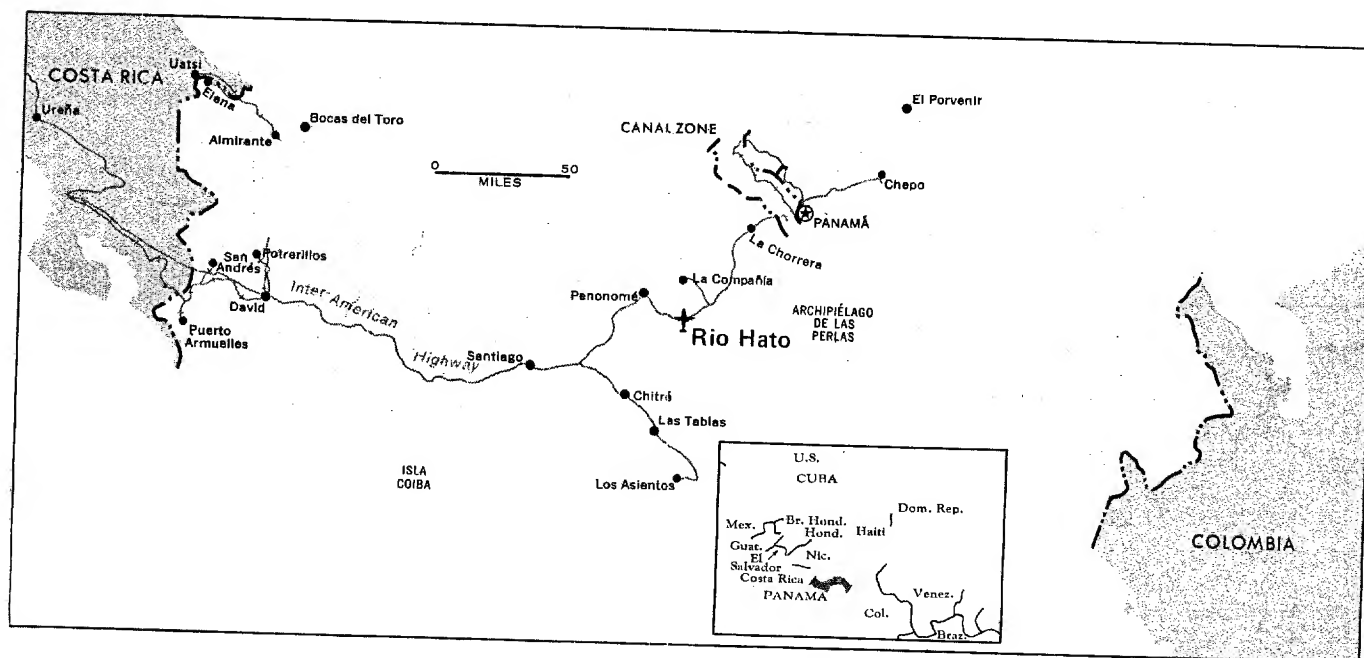 COSTA RICA
Uatsi
Elena
Ureña
Almirante
Bocas del Toro
El Porvenir
CANAL ZONE
0 50
MILES
Chepo
PANAMÁ
La Chorrera
San
Andrés
Potrerillos
La Compañía
David
Inter-American
Highway
Penonomé
ARCHIPIÉLAGO
DE LAS
PERLAS
Rio Hato
Puerto
Armuelles
Santiago
Chitré
Las Tablas
ISLA
COIBA
Los Asientos
COLOMBIA
U.S.
CUBA
Dom. Rep.
Mex.
Br. Hond.
Hond.
Haiti
Guat.
El
Salvador
Nic.
Costa Rica
PANAMA
Venez.
Col.
Braz.